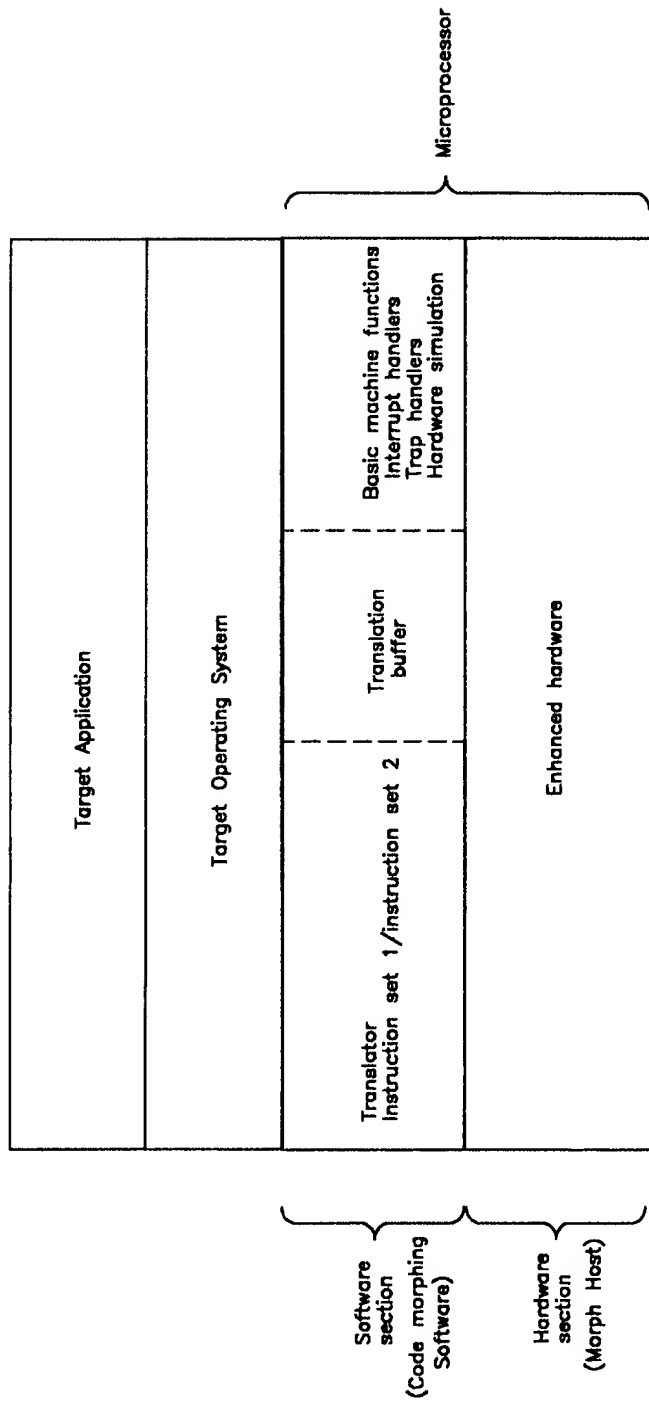 Target Application
Target Operating System
Software
section
(Code morphing
Software)
Translator
Instruction set 1/instruction set 2
Translation
buffer
Basic machine functions
Interrupt handlers
Trap handlers
Hardware simulation
Microprocessor
Hardware
section
(Morph Host)
Enhanced hardware